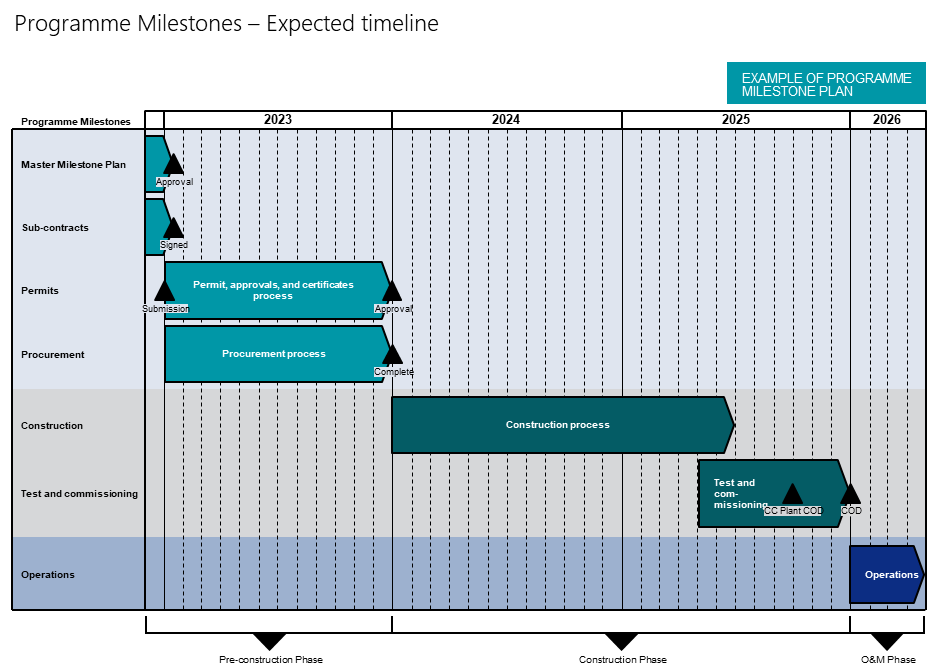 Programme Milestones – Expected timeline
EXAMPLE OF PROGRAMME
MILESTONE PLAN
Programme Milestones
2023
2024
2025
2026
Master Milestone Plan
Approval
Sub-contracts
Signed
Permits
Permit, approvals, and certificates
process
Submission
Approval
Procurement
Procurement process
Complete
Construction
Construction process
Test and commissioning
Test and
com-
missioning
CC Plant COD
COD
Operations
Operations
Pre-construction Phase
Construction Phase
O&M Phase